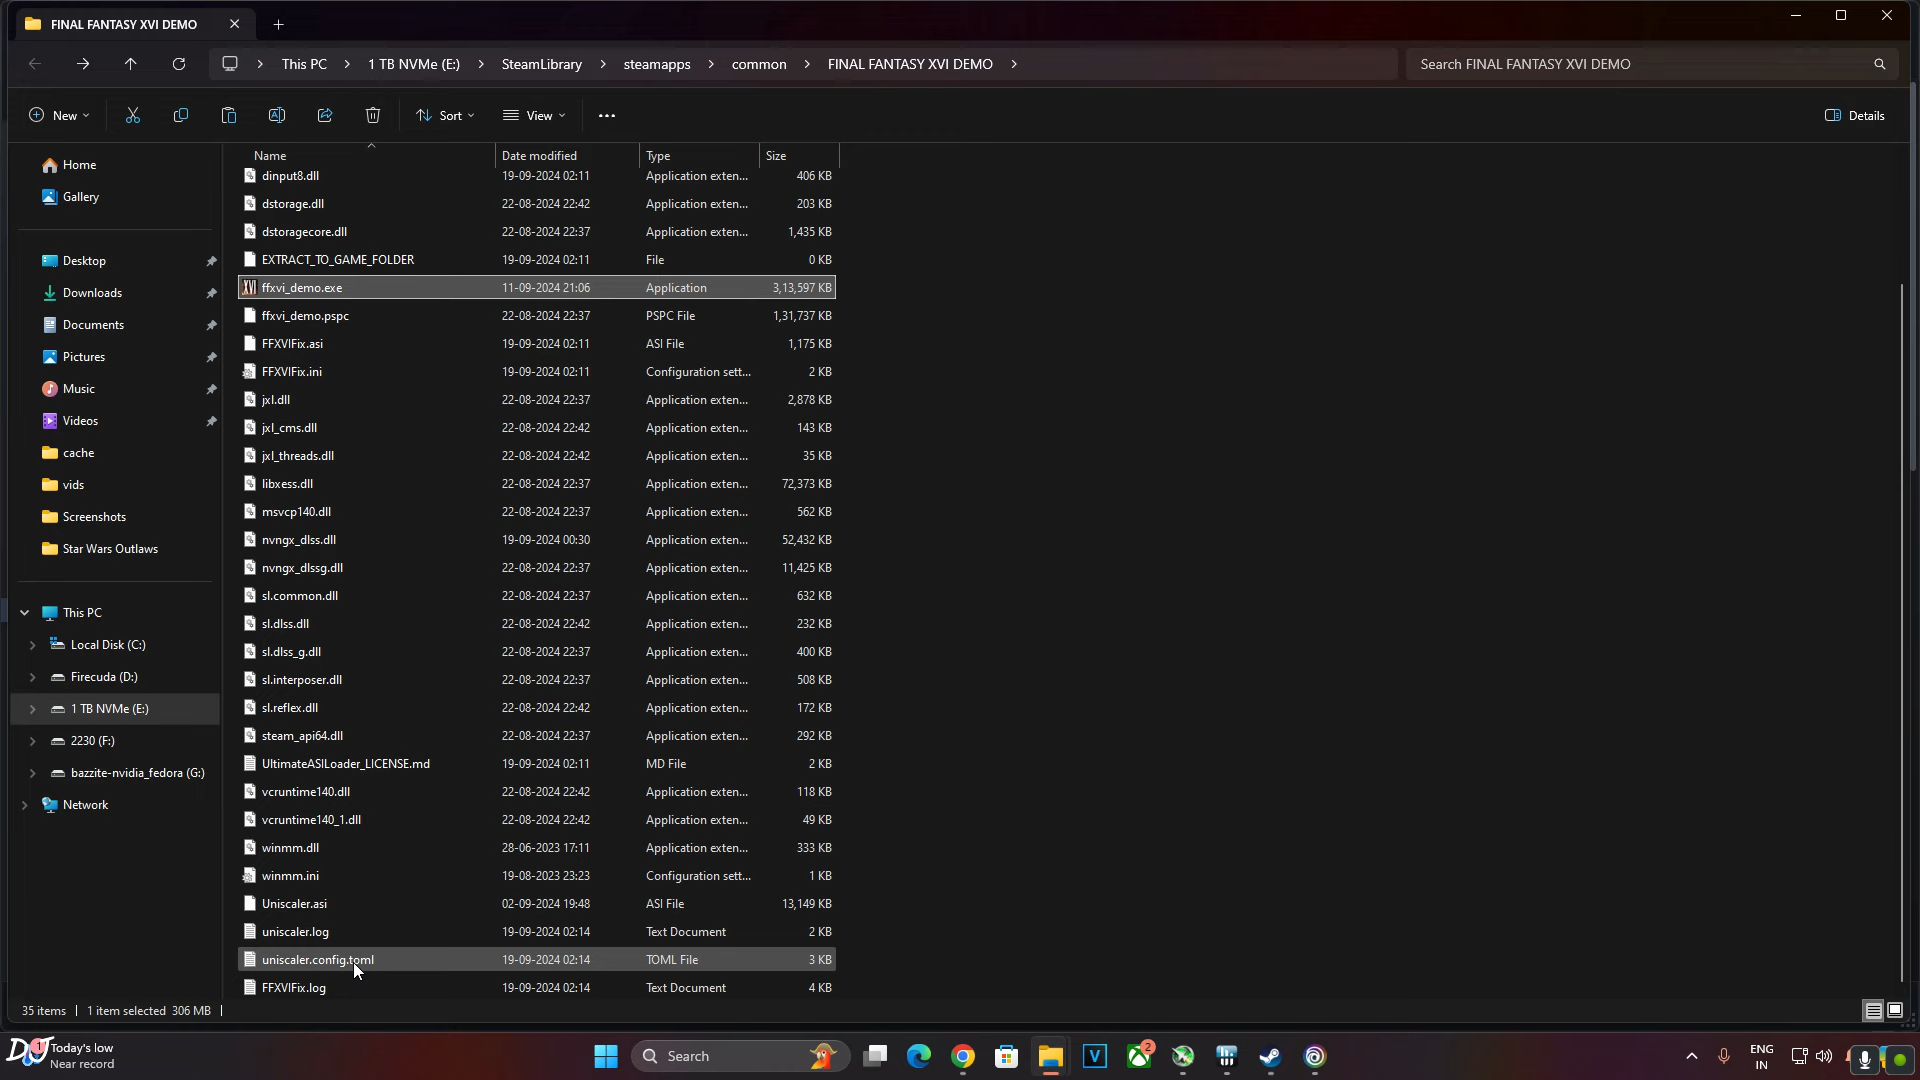 FINAL FANTASY XVI DEMO
This PC 1 TB NVMe (E:) SteamLibrary steamapps common FINAL FANTASY XVI DEMO Search FINAL FANTASY XVI DEMO
New Sort View Details
Name Date modified Type Size
dinput8.dll 19-09-2024 02:11 Application exten... 406 KB
dstorage.dll 22-08-2024 22:42 Application exten... 203 KB
dstoragecore.dll 22-08-2024 22:37 Application exten... 1,435 KB
EXTRACT_TO_GAME_FOLDER 19-09-2024 02:11 File 0 KB
ffxvi_demo.exe 11-09-2024 21:06 Application 3,13,597 KB
ffxvi_demo.pspc 22-08-2024 22:37 PSPC File 1,31,737 KB
FFXVIFix.asi 19-09-2024 02:11 ASI File 1,175 KB
FFXVIFix.ini 19-09-2024 02:11 Configuration sett... 2 KB
jxl.dll 22-08-2024 22:37 Application exten... 2,878 KB
jxl_cms.dll 22-08-2024 22:42 Application exten... 143 KB
jxl_threads.dll 22-08-2024 22:42 Application exten... 35 KB
libxess.dll 22-08-2024 22:37 Application exten... 72,373 KB
msvcp140.dll 22-08-2024 22:37 Application exten... 562 KB
nvngx_dlss.dll 19-09-2024 00:30 Application exten... 52,432 KB
nvngx_dlssg.dll 22-08-2024 22:37 Application exten... 11,425 KB
sl.common.dll 22-08-2024 22:37 Application exten... 632 KB
sl.dlss.dll 22-08-2024 22:42 Application exten... 232 KB
sl.dlss_g.dll 22-08-2024 22:37 Application exten... 400 KB
sl.interposer.dll 22-08-2024 22:37 Application exten... 508 KB
sl.reflex.dll 22-08-2024 22:42 Application exten... 172 KB
steam_api64.dll 22-08-2024 22:37 Application exten... 292 KB
UltimateASILoader_LICENSE.md 19-09-2024 02:11 MD File 2 KB
vcruntime140.dll 22-08-2024 22:42 Application exten... 118 KB
vcruntime140_1.dll 22-08-2024 22:37 Application exten... 49 KB
winmm.dll 28-06-2023 17:11 Application exten... 333 KB
winmm.ini 19-08-2023 23:23 Configuration sett... 1 KB
Uniscaler.asi 02-09-2024 19:48 ASI File 13,149 KB
uniscaler.log 19-09-2024 02:14 Text Document 2 KB
uniscaler.config.toml 19-09-2024 02:14 TOML File 3 KB
FFXVIFix.log 19-09-2024 02:14 Text Document 4 KB
Home
Gallery
Desktop
Downloads
Documents
Pictures
Music
Videos
cache
vids
Screenshots
Star Wars Outlaws
This PC
Local Disk (C:)
Firecuda (D:)
1 TB NVMe (E:)
2230 (F:)
bazzite-nvidia_fedora (G:)
Network
35 items 1 item selected 306 MB
DJ 1 Today's low
Near record
Search
V
2
ENG
IN